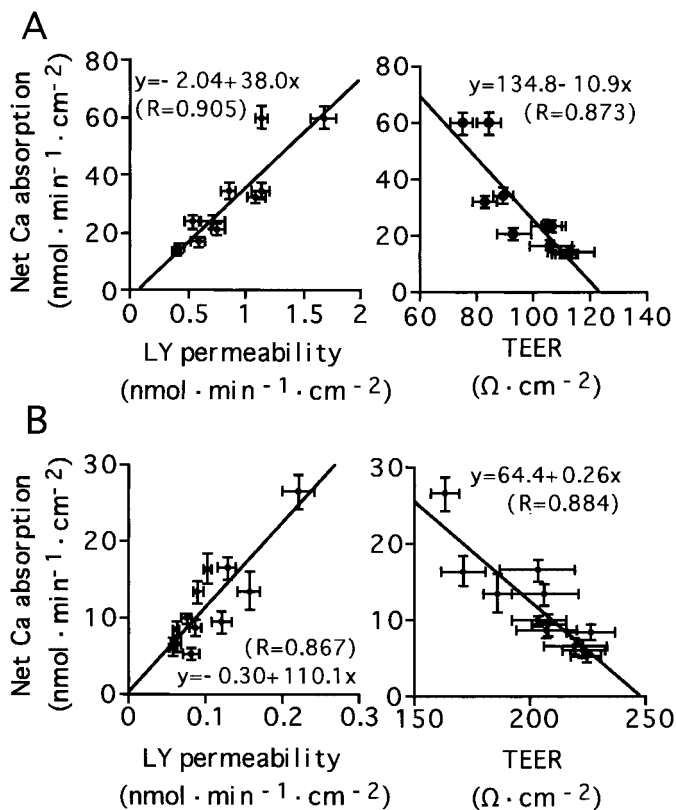 A
Net Ca absorption
(nmol · min⁻¹ · cm⁻²)
80
60
40
20
0
y=- 2.04+38.0x
(R=0.905)
0 0.5 1 1.5 2
LY permeability
(nmol · min⁻¹ · cm⁻²)
80
60
40
20
0
y=134.8- 10.9x
(R=0.873)
60 80 100 120 140
TEER
(Ω · cm⁻²)
B
Net Ca absorption
(nmol · min⁻¹ · cm⁻²)
30
20
10
0
(R=0.867)
y=- 0.30+110.1x
0 0.1 0.2 0.3
LY permeability
(nmol · min⁻¹ · cm⁻²)
30
20
10
0
y=64.4+0.26x
(R=0.884)
150 200 250
TEER
(Ω · cm⁻²)